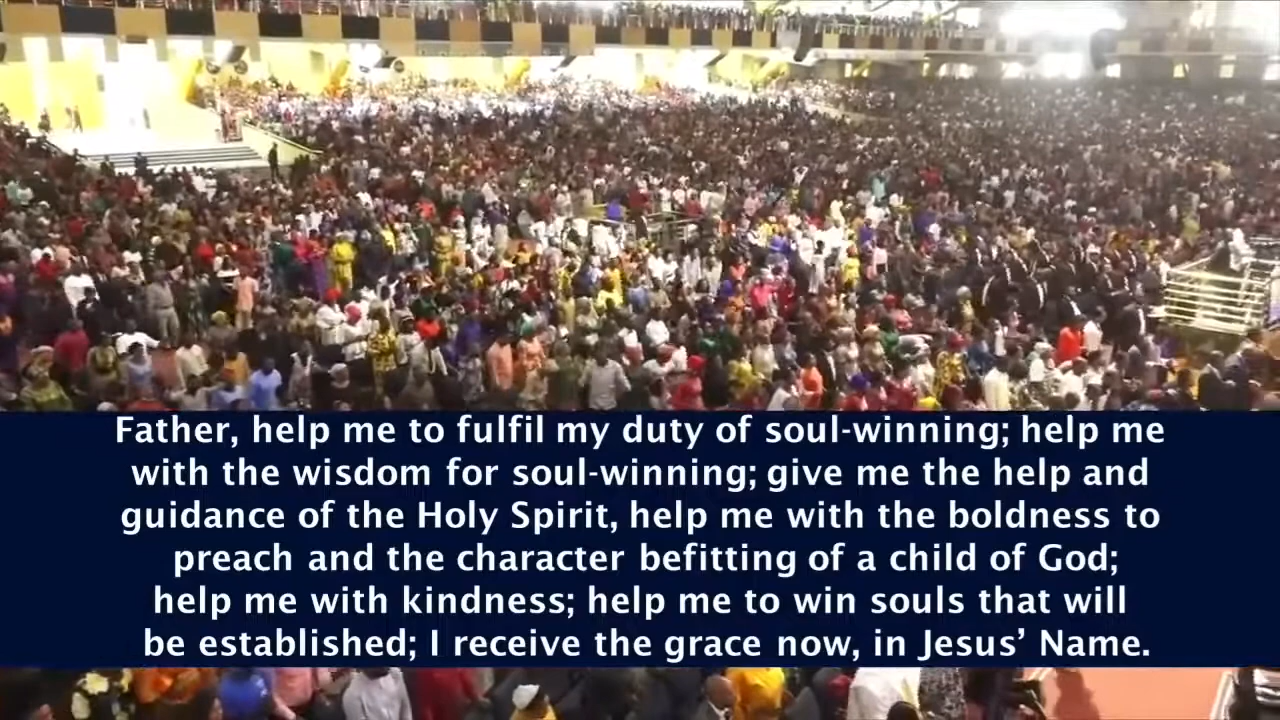 Father, help me to fulfil my duty of soul-winning; help me
with the wisdom for soul-winning; give me the help and
guidance of the Holy Spirit, help me with the boldness to
preach and the character befitting of a child of God;
help me with kindness; help me to win souls that will
be established; I receive the grace now, in Jesus’ Name.